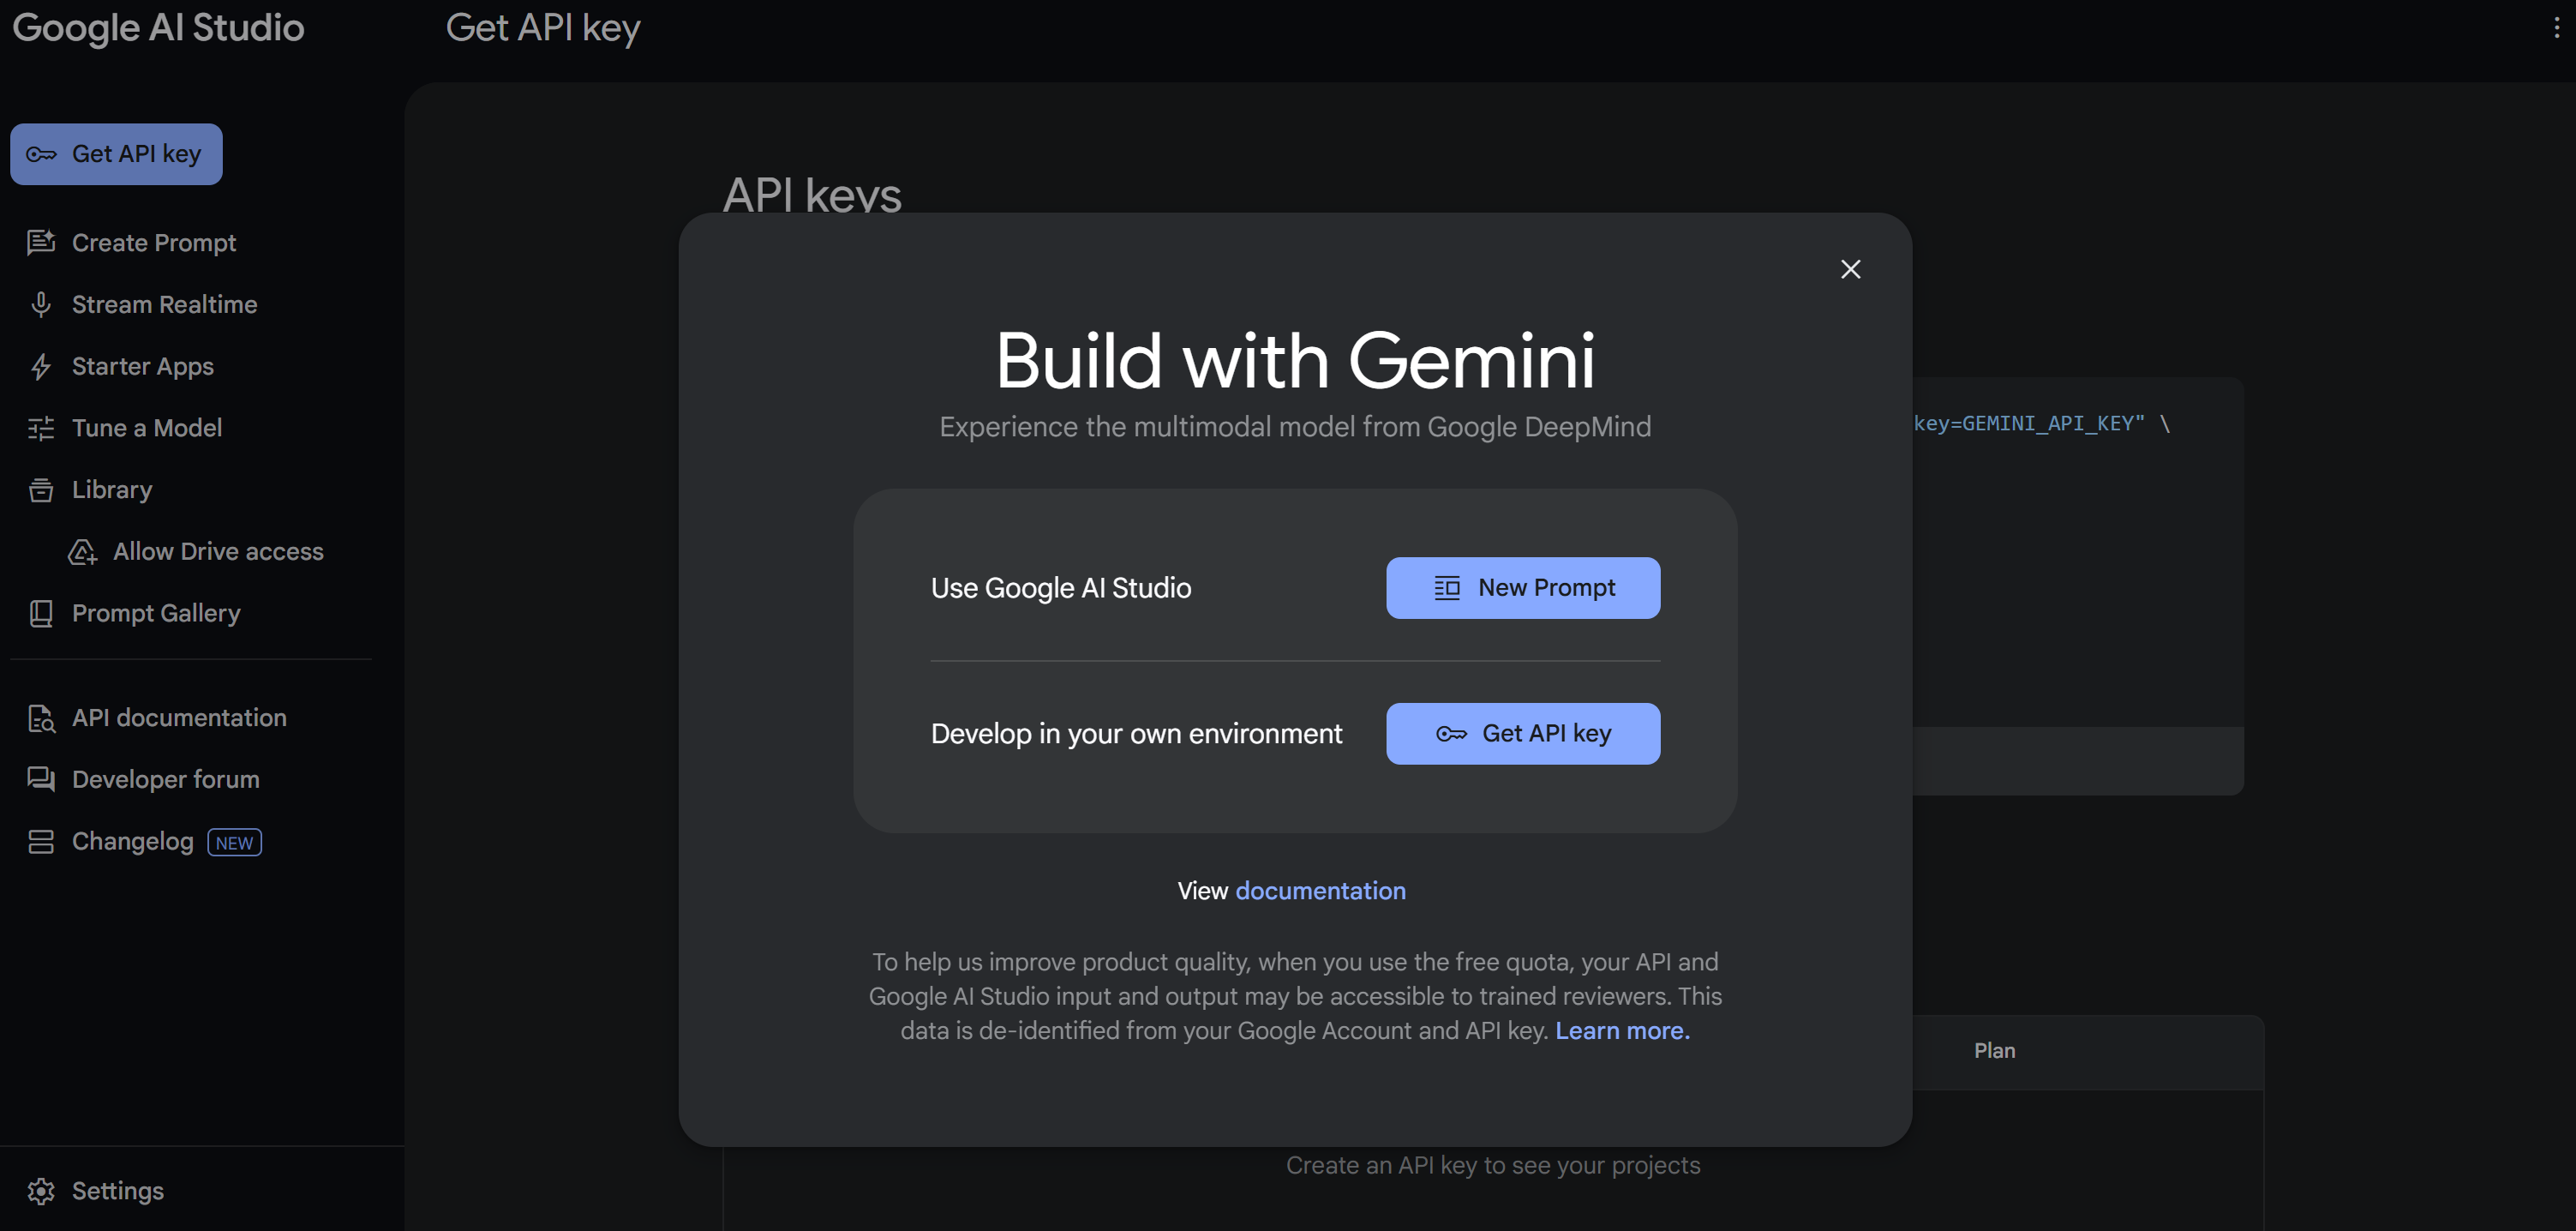 Google AI Studio
Get API key
Get API key
Create Prompt
Stream Realtime
Starter Apps
Tune a Model
Library
Allow Drive access
Prompt Gallery
API documentation
Developer forum
Changelog NEW
Settings
API keys
Build with Gemini
Experience the multimodal model from Google DeepMind
Use Google AI Studio
New Prompt
Develop in your own environment
Get API key
View documentation
To help us improve product quality, when you use the free quota, your API and
Google AI Studio input and output may be accessible to trained reviewers. This
data is de-identified from your Google Account and API key. Learn more.
key=GEMINI_API_KEY" \
Plan
Create an API key to see your projects